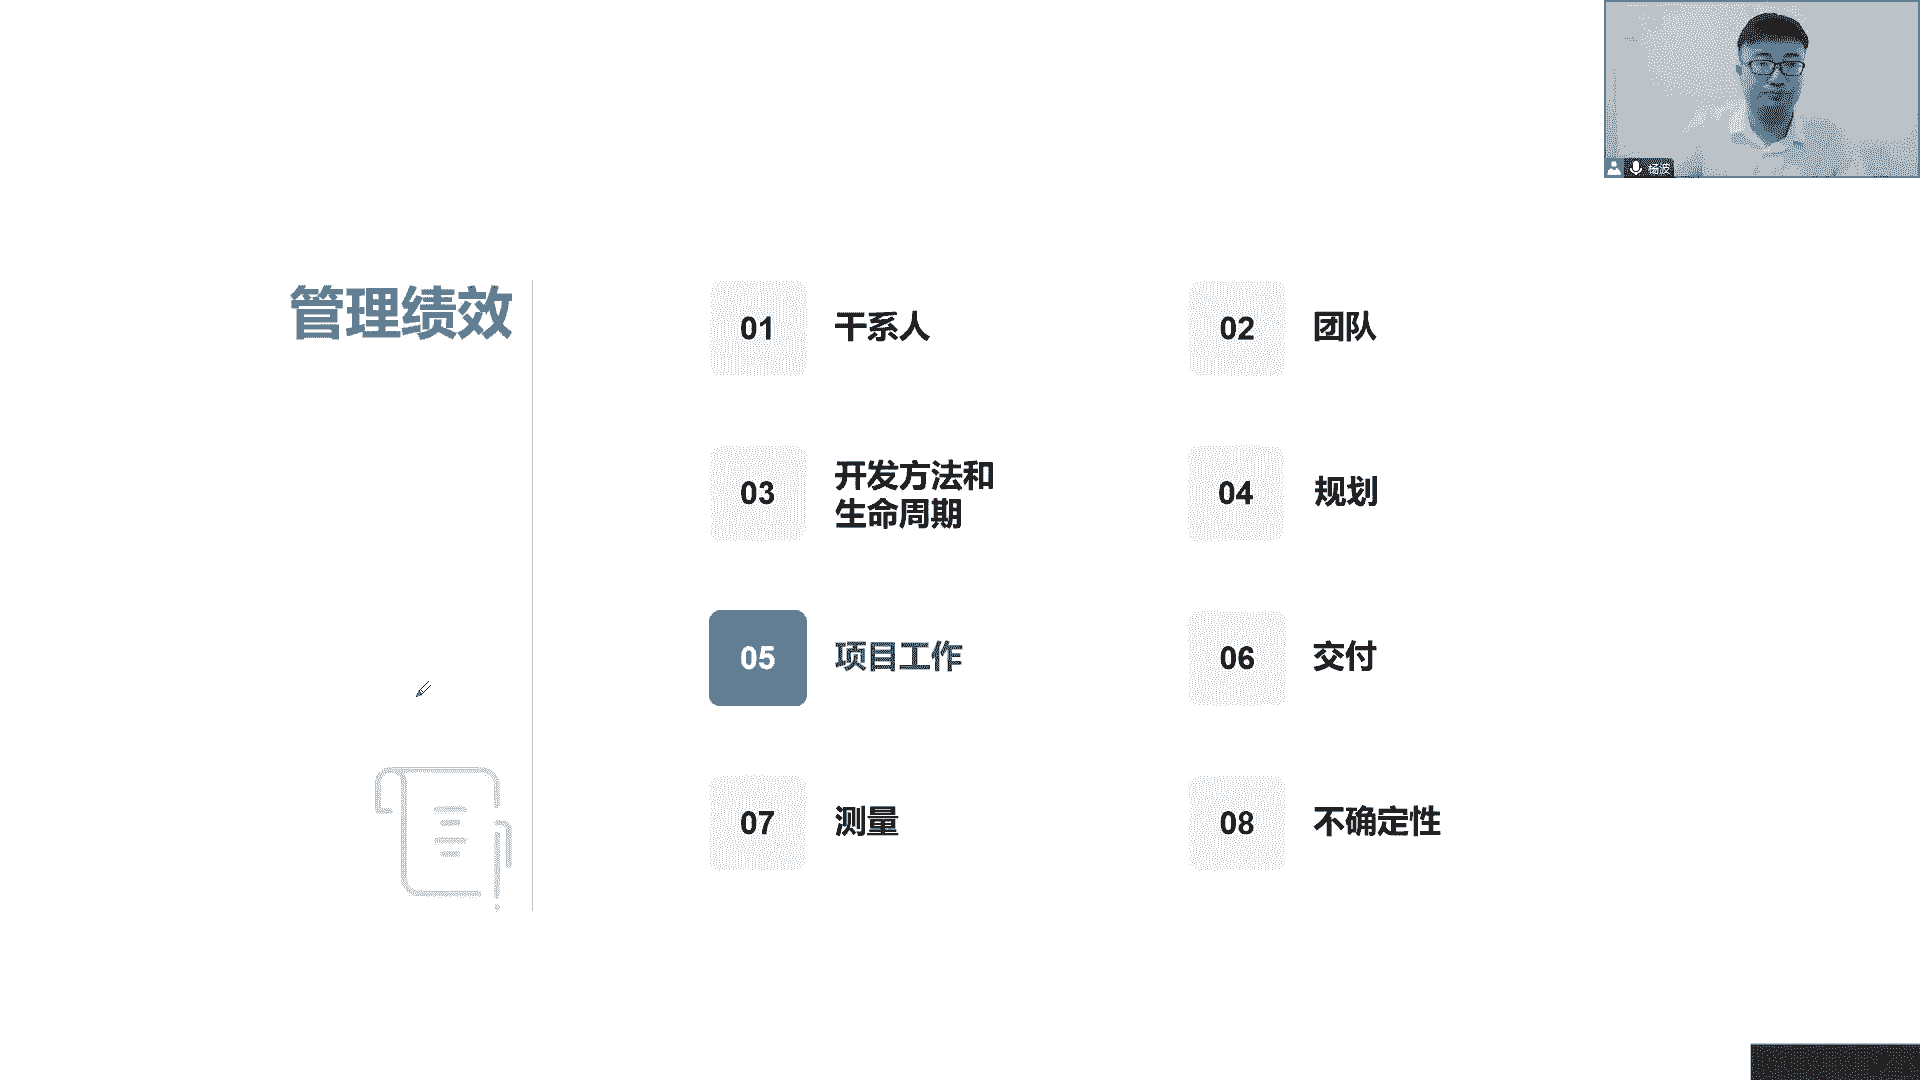 杨波
管理绩效
01 干系人
02 团队
03 开发方法和
生命周期
04 规划
05 项目工作
06 交付
07 测量
08 不确定性